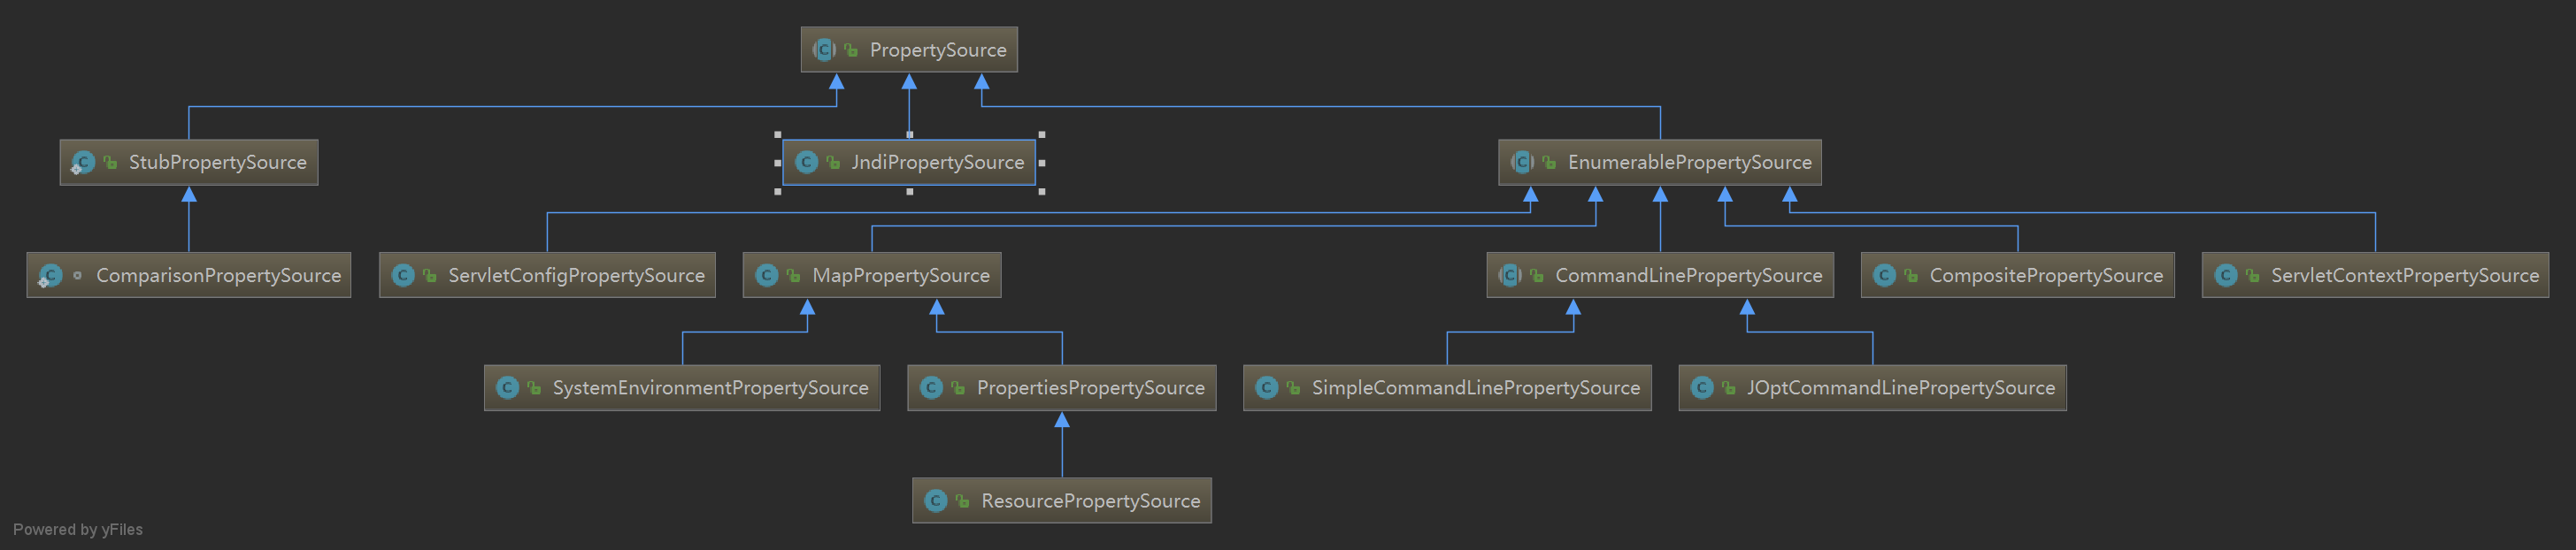 PropertySource
StubPropertySource
JndiPropertySource
EnumerablePropertySource
ComparisonPropertySource
ServletConfigPropertySource
MapPropertySource
CommandLinePropertySource
CompositePropertySource
ServletContextPropertySource
SystemEnvironmentPropertySource
PropertiesPropertySource
SimpleCommandLinePropertySource
JOptCommandLinePropertySource
ResourcePropertySource
Powered by yFiles